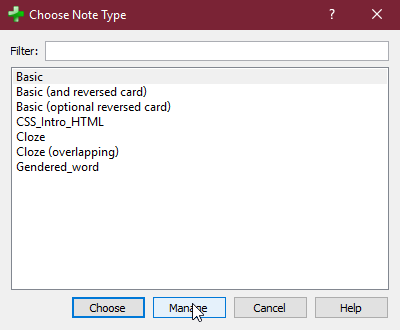 Choose Note Type
?
Filter:
Basic
Basic (and reversed card)
Basic (optional reversed card)
CSS_Intro_HTML
Cloze
Cloze (overlapping)
Gendered_word
Choose Manage Cancel Help